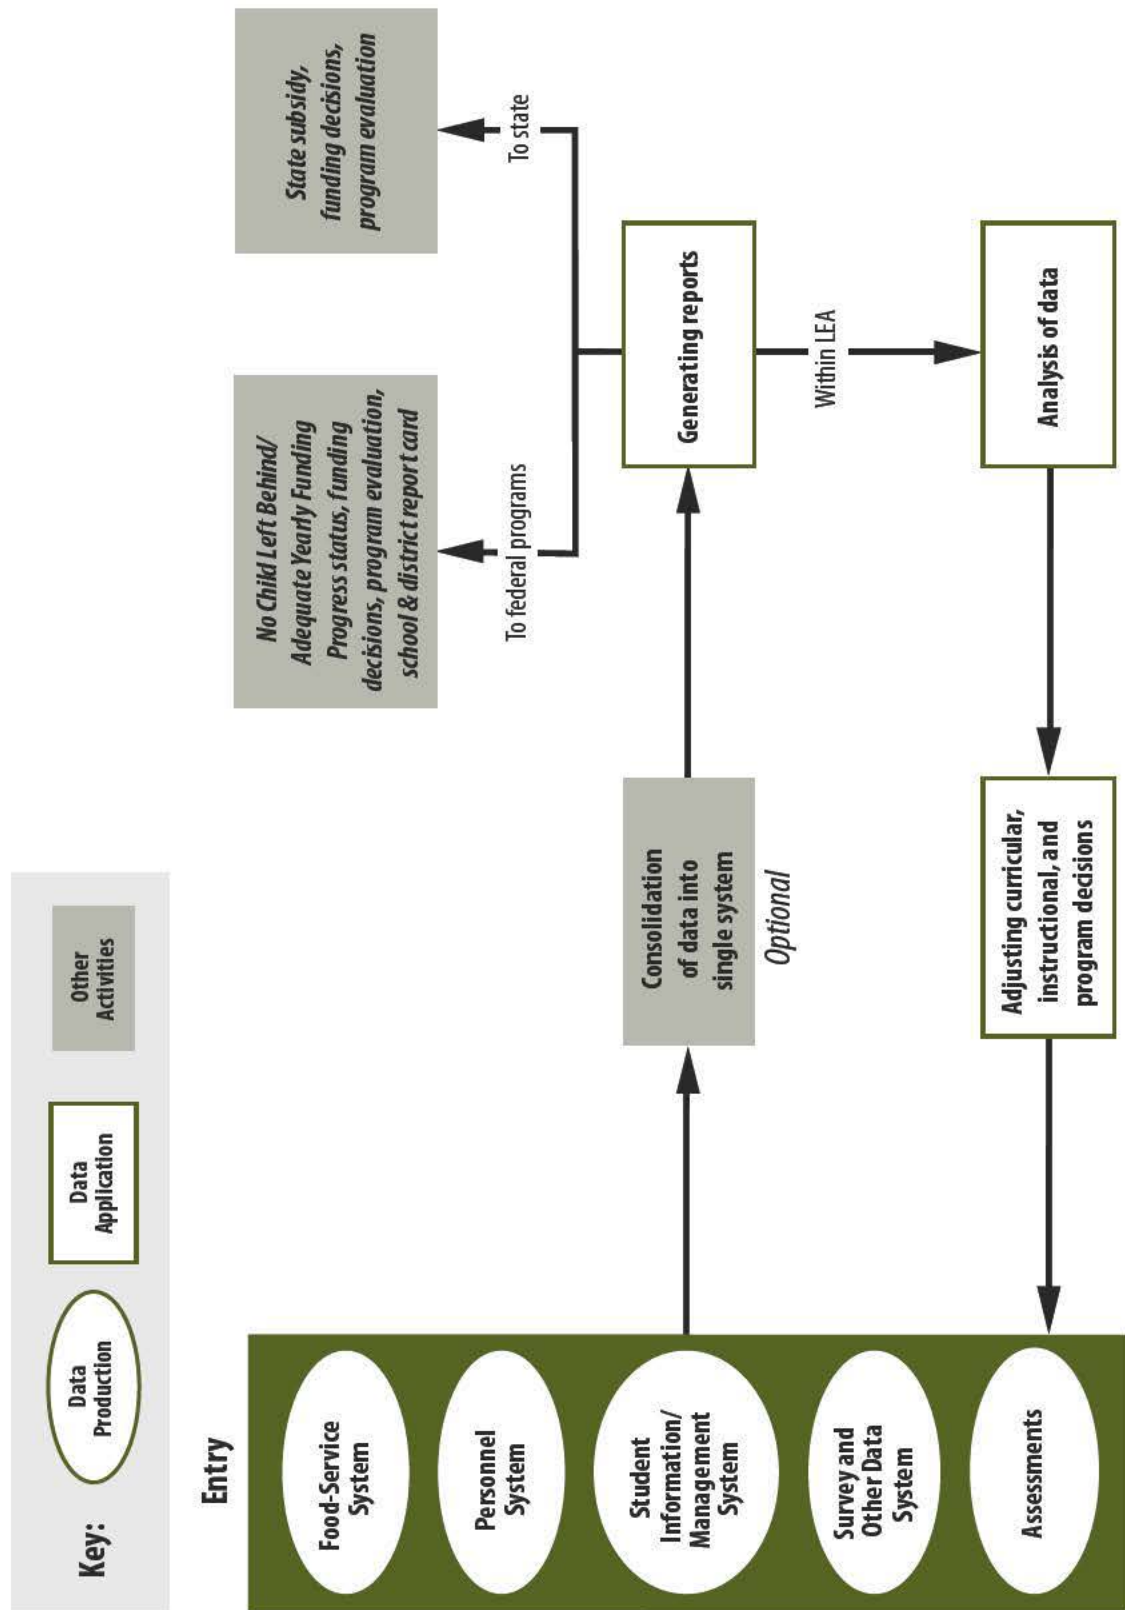 Key:
Data
Production
Data
Application
Other
Activities
Entry
Food-Service
System
Personnel
System
Student
Information/
Management
System
Survey and
Other Data
System
Assessments
Consolidation
of data into
single system
Optional
Generating reports
To federal programs
No Child Left Behind/
Adequate Yearly Funding
Progress status, funding
decisions, program evaluation,
school & district report card
To state
State subsidy,
funding decisions,
program evaluation
Within LEA
Analysis of data
Adjusting curricular,
instructional, and
program decisions